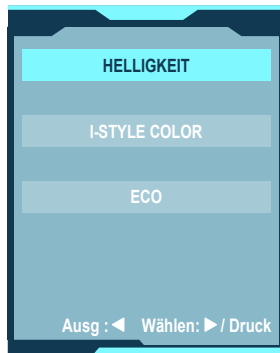 HELLIGKEIT
I-STYLE COLOR
ECO
Ausg : ◀ Wählen: ▶ / Druck